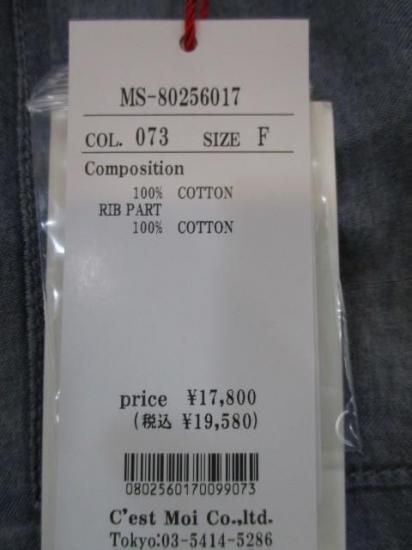 MS-80256017
COL. 073 SIZE F
Composition
100% COTTON
RIB PART
100% COTTON
price ¥17,800
(税込 ¥19,580)
0802560170099073
C'est Moi Co.,ltd.
Tokyo:03-5414-5286